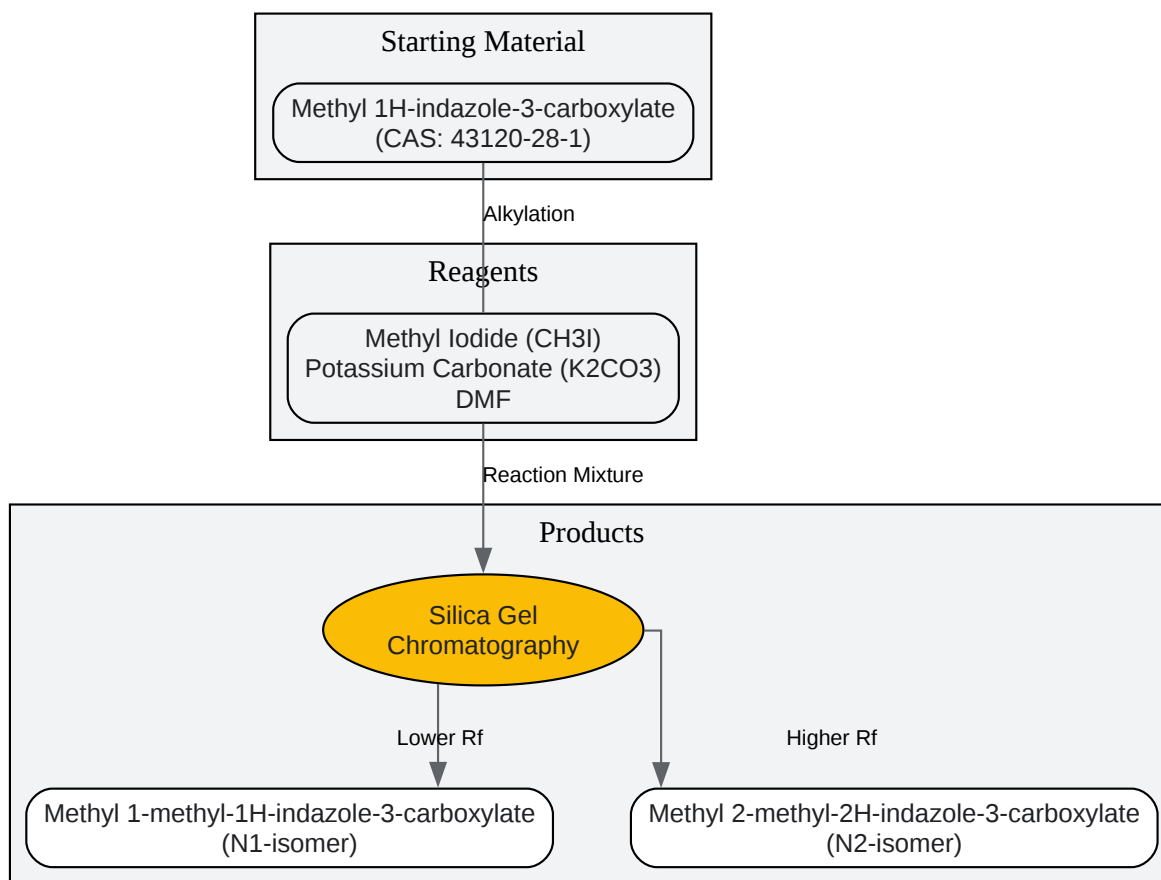 Starting Material
Methyl 1H-indazole-3-carboxylate
(CAS: 43120-28-1)
Alkylation
Reagents
Methyl Iodide (CH3I)
Potassium Carbonate (K2CO3)
DMF
Reaction Mixture
Products
Silica Gel
Chromatography
Lower Rf
Higher Rf
Methyl 1-methyl-1H-indazole-3-carboxylate
(N1-isomer)
Methyl 2-methyl-2H-indazole-3-carboxylate
(N2-isomer)